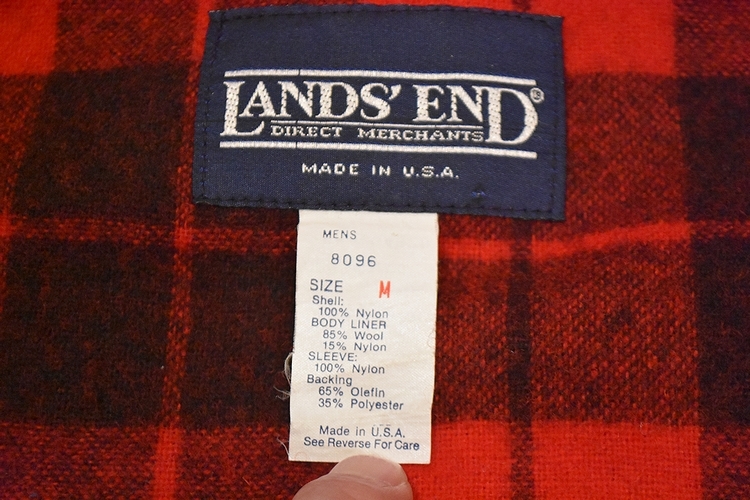 LANDS' END®
DIRECT MERCHANTS
MADE IN U.S.A.
MENS
8096
SIZE M
Shell:
100% Nylon
BODY LINER
85% Wool
15% Nylon
SLEEVE:
100% Nylon
Backing
65% Olefin
35% Polyester
Made in U.S.A.
See Reverse For Care